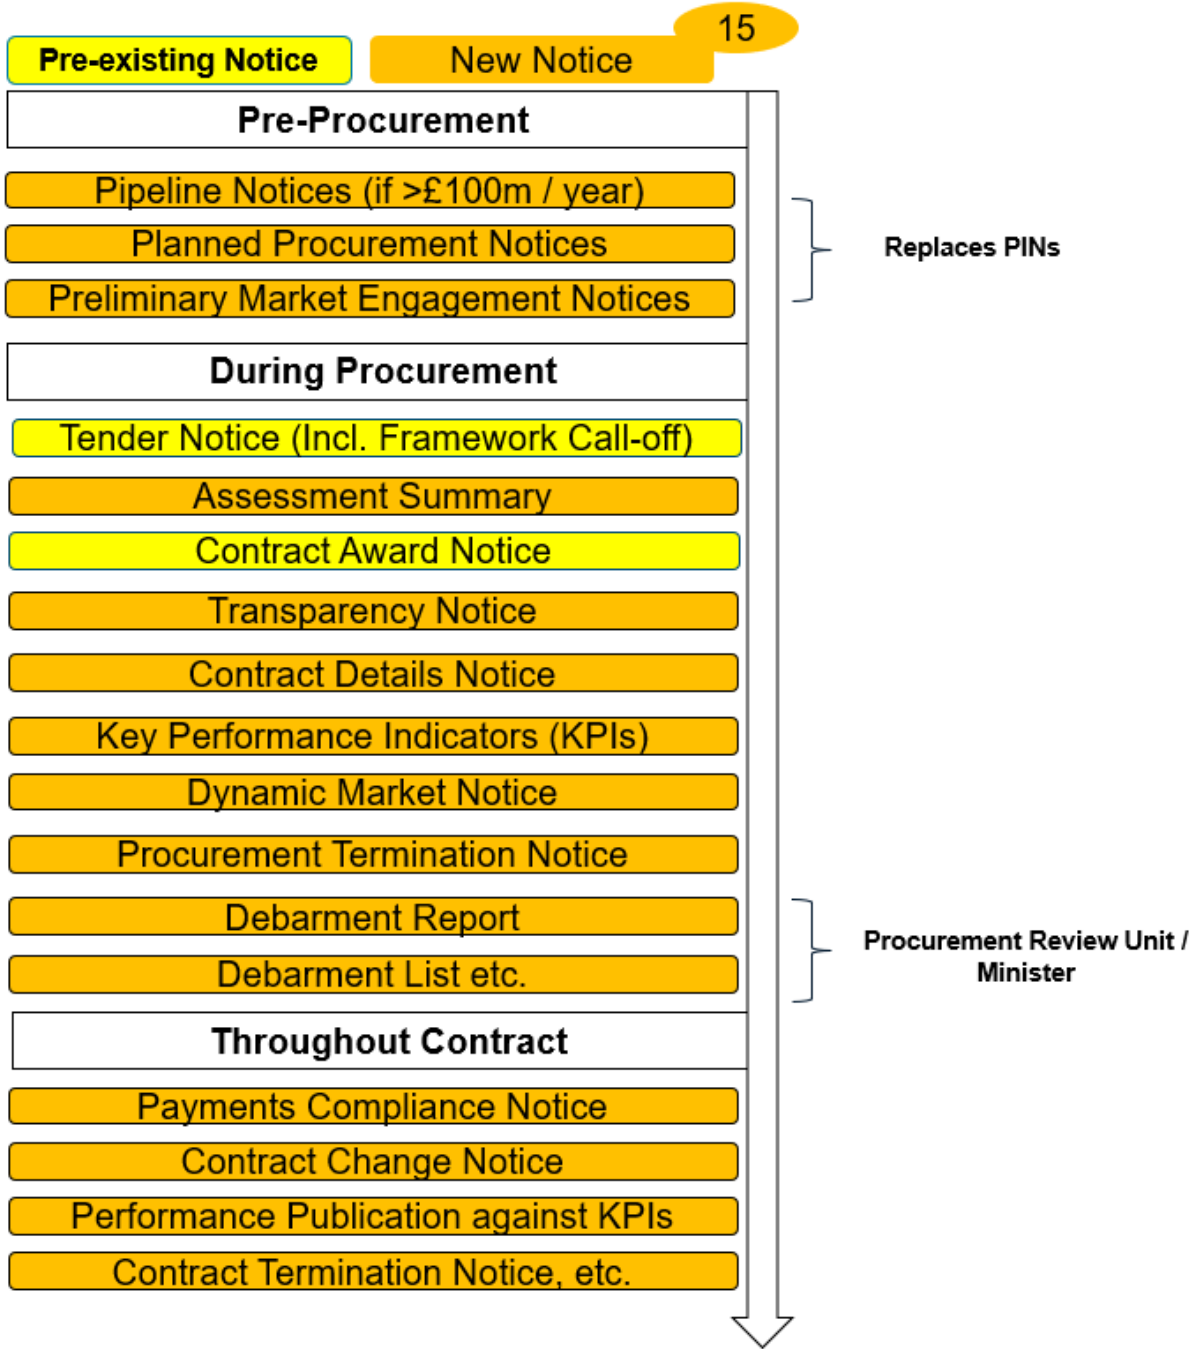 15
Pre-existing Notice
New Notice
Pre-Procurement
Pipeline Notices (if >£100m / year)
Planned Procurement Notices
Preliminary Market Engagement Notices
Replaces PINs
During Procurement
Tender Notice (Incl. Framework Call-off)
Assessment Summary
Contract Award Notice
Transparency Notice
Contract Details Notice
Key Performance Indicators (KPIs)
Dynamic Market Notice
Procurement Termination Notice
Debarment Report
Debarment List etc.
Procurement Review Unit /
Minister
Throughout Contract
Payments Compliance Notice
Contract Change Notice
Performance Publication against KPIs
Contract Termination Notice, etc.